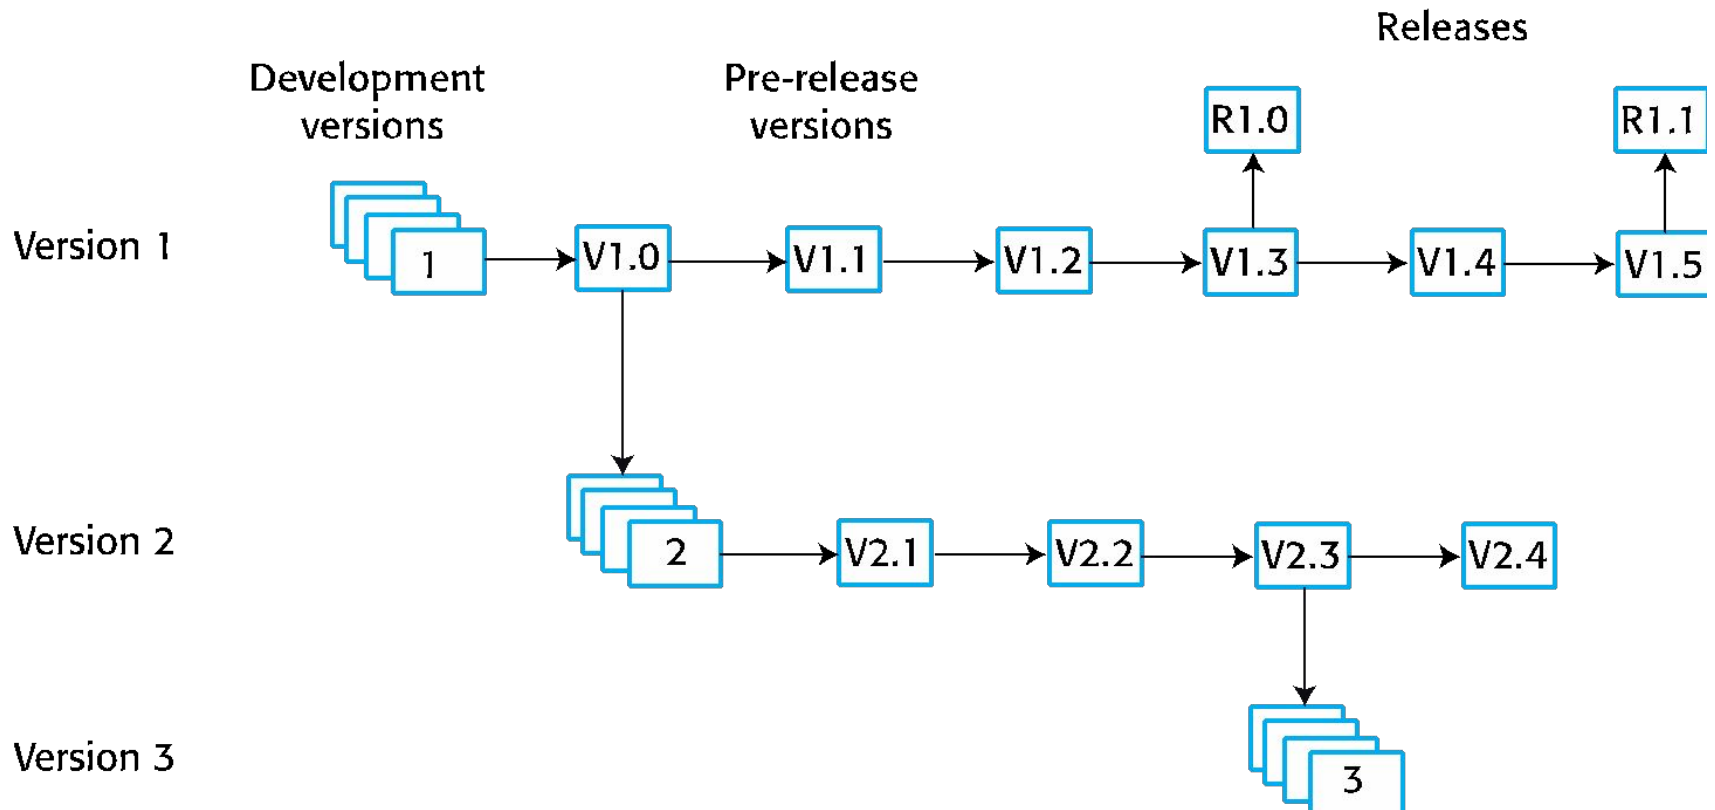 Releases
Development
versions
Pre-release
versions
R1.0
R1.1
Version 1
1
V1.0
V1.1
V1.2
V1.3
V1.4
V1.5
Version 2
2
V2.1
V2.2
V2.3
V2.4
Version 3
3